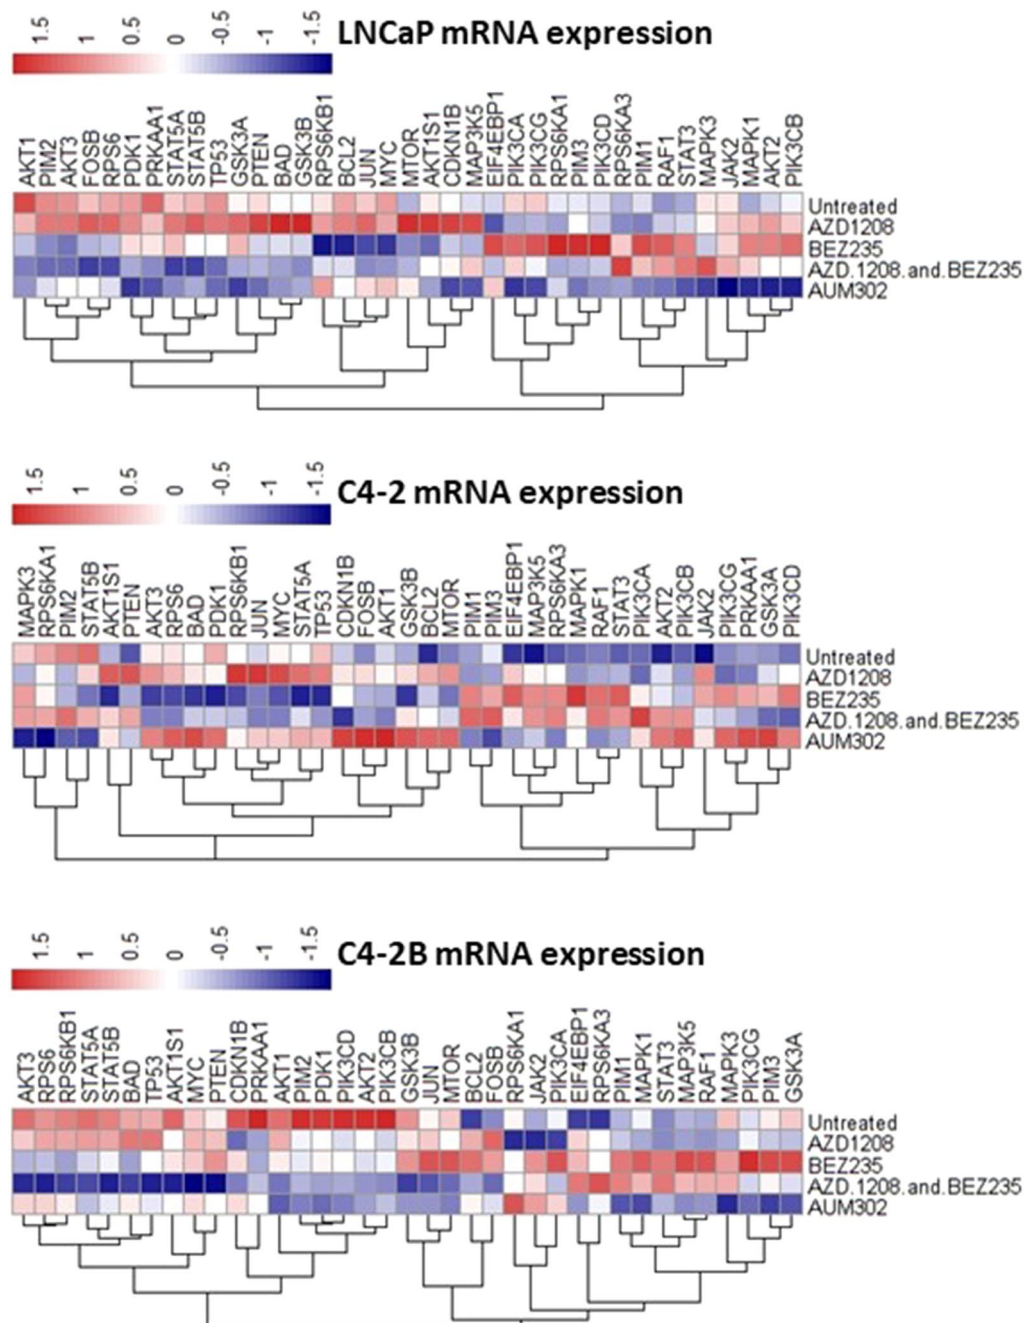 1.5 1 0.5 0 -0.5 -1 -1.5
LNCaP mRNA expression
AKT1 PIM2 AKT3 FOSB RPS6 PDK1 PRKAA1 STAT5A STAT5B TP53 GSK3A PTEN BAD GSK3B RPS6KB1 BCL2 JUN MYC MTOR AKT1S1 CDKN1B MAP3K5 EIF4EBP1 PIK3CA PIK3CG RPS6KA1 PIM3 PIK3CD RPS6KA3 PIM1 RAF1 STAT3 MAPK3 JAK2 MAPK1 AKT2 PIK3CB
Untreated
AZD1208
BEZ235
AZD.1208.and.BEZ235
AUM302
1.5 1 0.5 0 -0.5 -1 -1.5
C4-2 mRNA expression
MAPK3 RPS6KA1 PIM2 STAT5B AKT1S1 PTEN AKT3 RPS6 BAD PDK1 RPS6KB1 JUN MYC STAT5A TP53 CDKN1B FOSB AKT1 GSK3B BCL2 MTOR PIM1 PIM3 EIF4EBP1 MAP3K5 RPS6KA3 MAPK1 RAF1 STAT3 PIK3CA AKT2 PIK3CB JAK2 PIK3CG PRKAA1 GSK3A PIK3CD
Untreated
AZD1208
BEZ235
AZD.1208.and.BEZ235
AUM302
1.5 1 0.5 0 -0.5 -1 -1.5
C4-2B mRNA expression
AKT3 RPS6 RPS6KB1 STAT5A STAT5B BAD TP53 AKT1S1 MYC PTEN CDKN1B PRKAA1 AKT1 PIM2 PDK1 PIK3CD AKT2 PIK3CB GSK3B JUN MTOR BCL2 FOSB RPS6KA1 JAK2 PIK3CA EIF4EBP1 RPS6KA3 PIM1 MAPK1 STAT3 MAP3K5 RAF1 MAPK3 PIK3CG PIM3 GSK3A
Untreated
AZD1208
BEZ235
AZD.1208.and.BEZ235
AUM302